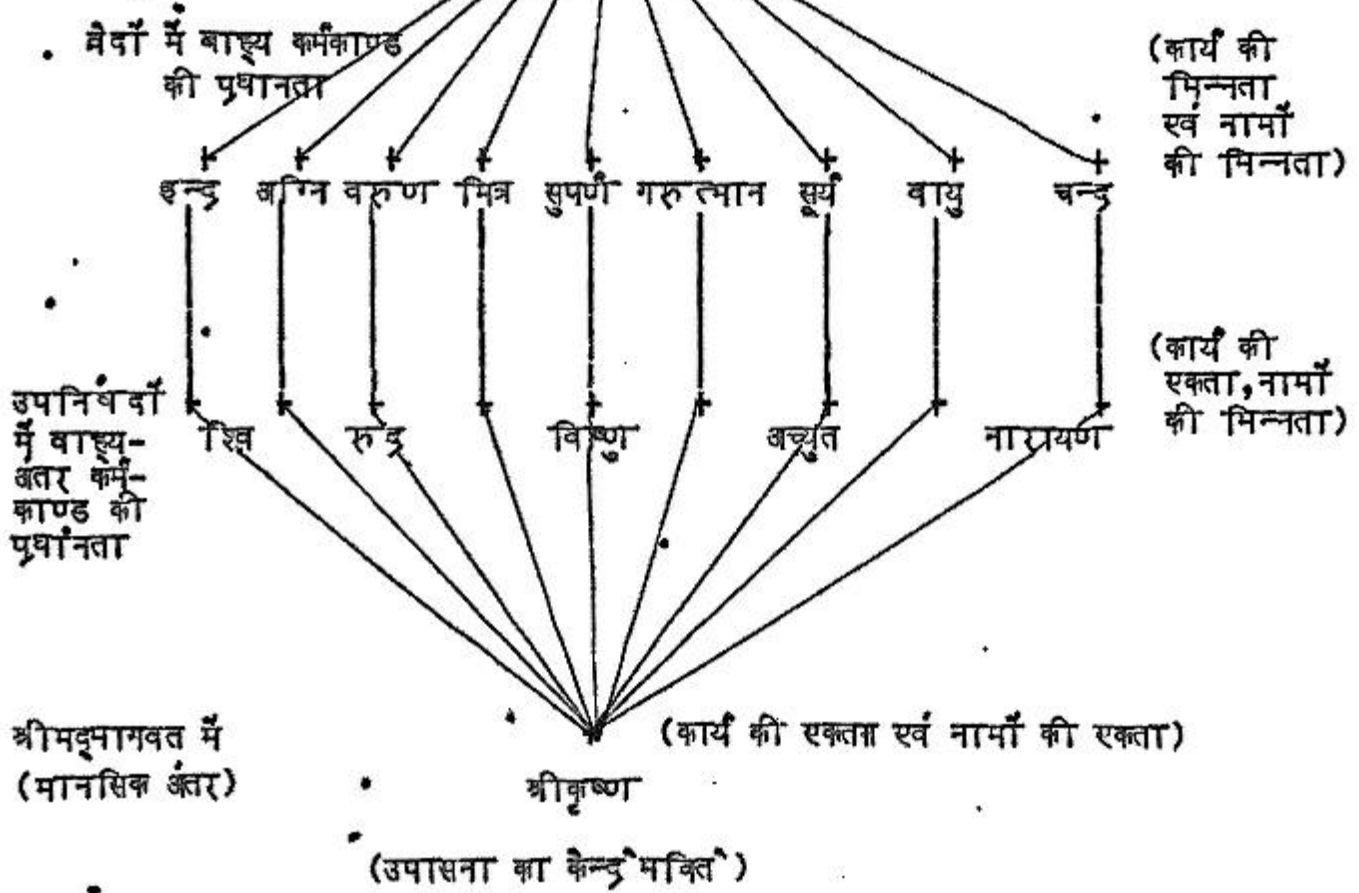 वेदों में बाह्य कर्मकाण्ड
की प्रधानता
(कार्य की
भिन्नता
एवं नामों
की भिन्नता)
इन्द्र अग्नि वरुण मित्र सुपर्ण गरुत्मान सूर्य वायु चन्द्र
(कार्य की
एकता, नामों
की भिन्नता)
उपनिषदों
में वाह्य-
अंतर कर्म-
काण्ड की
प्रधानता
शिव रुद्र विष्णु अच्युत नारायण
श्रीमद्भागवत में
(मानसिक अंतर)
(कार्य की एकता एवं नामों की एकता)
श्रीकृष्ण
(उपासना का केन्द्र भक्ति)